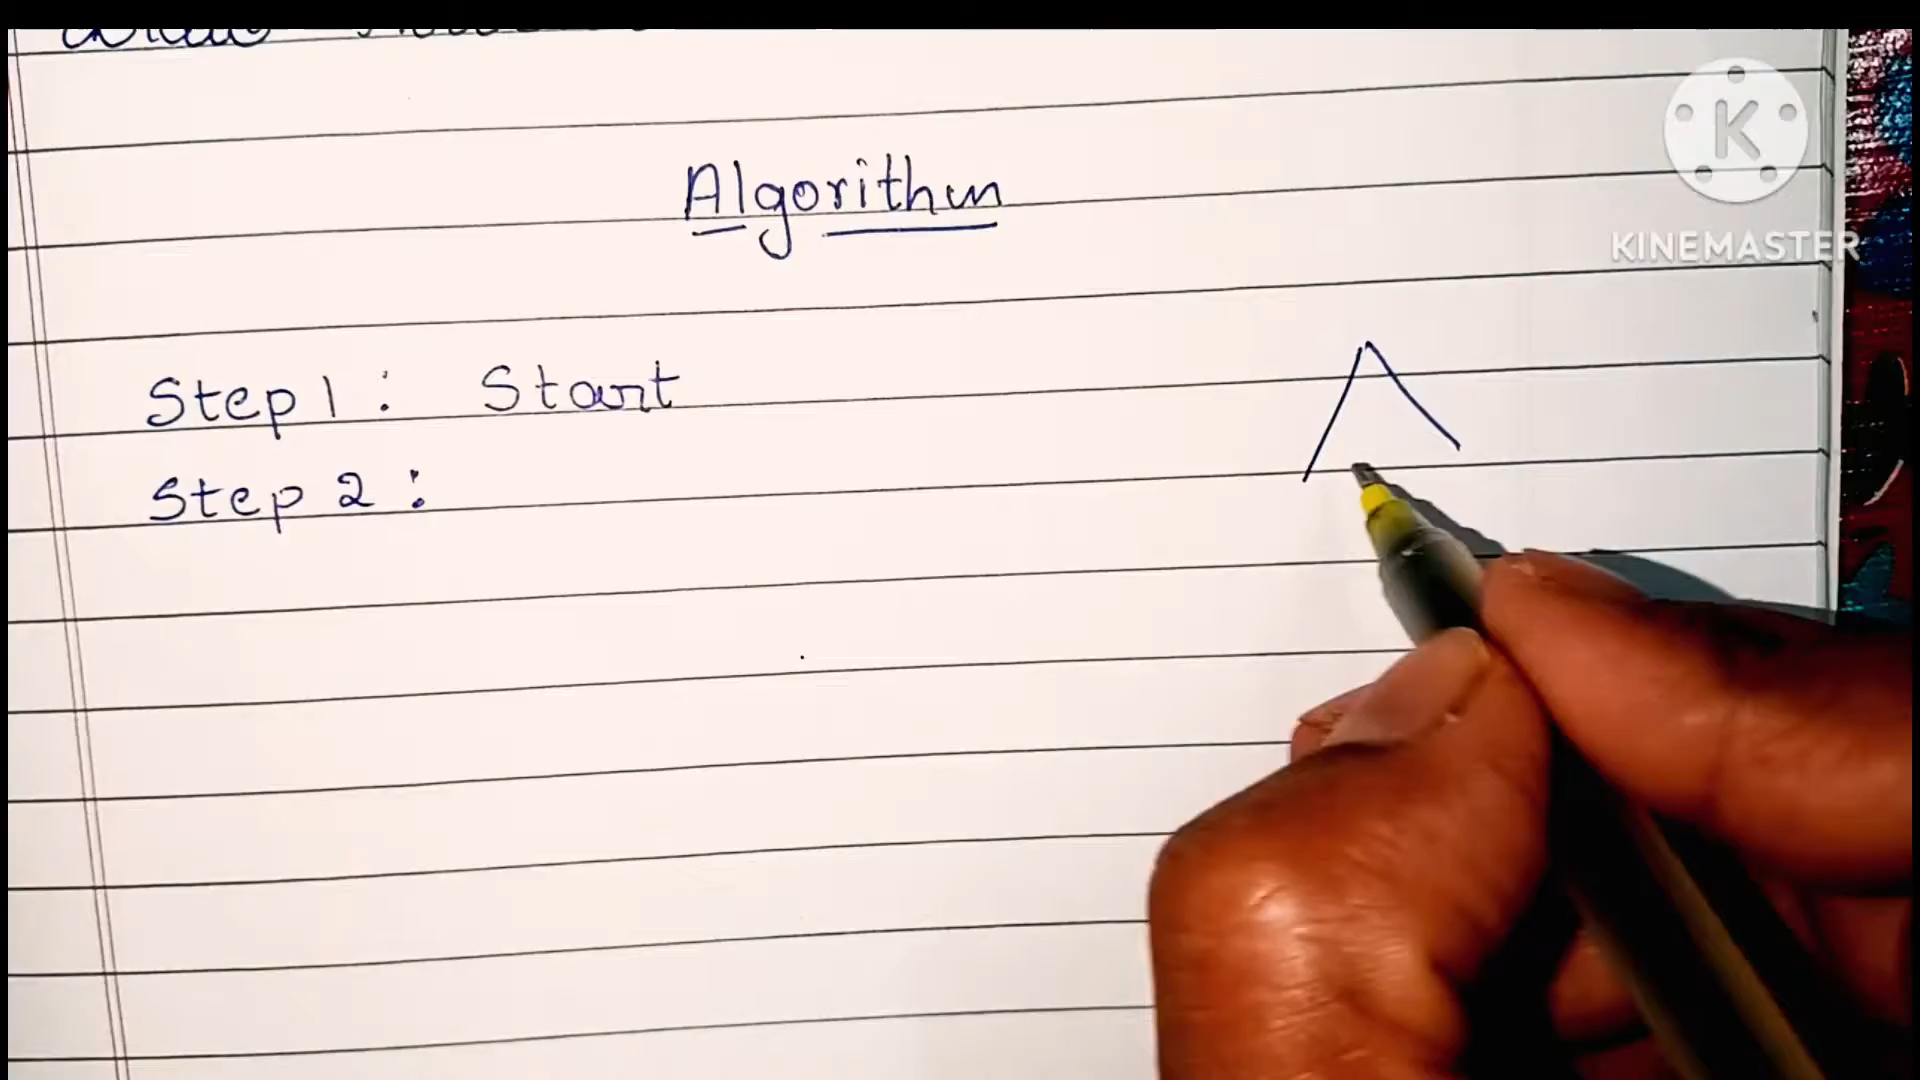 Algorithm
Step 1 : Start
Step 2 :
K
KINEMASTER